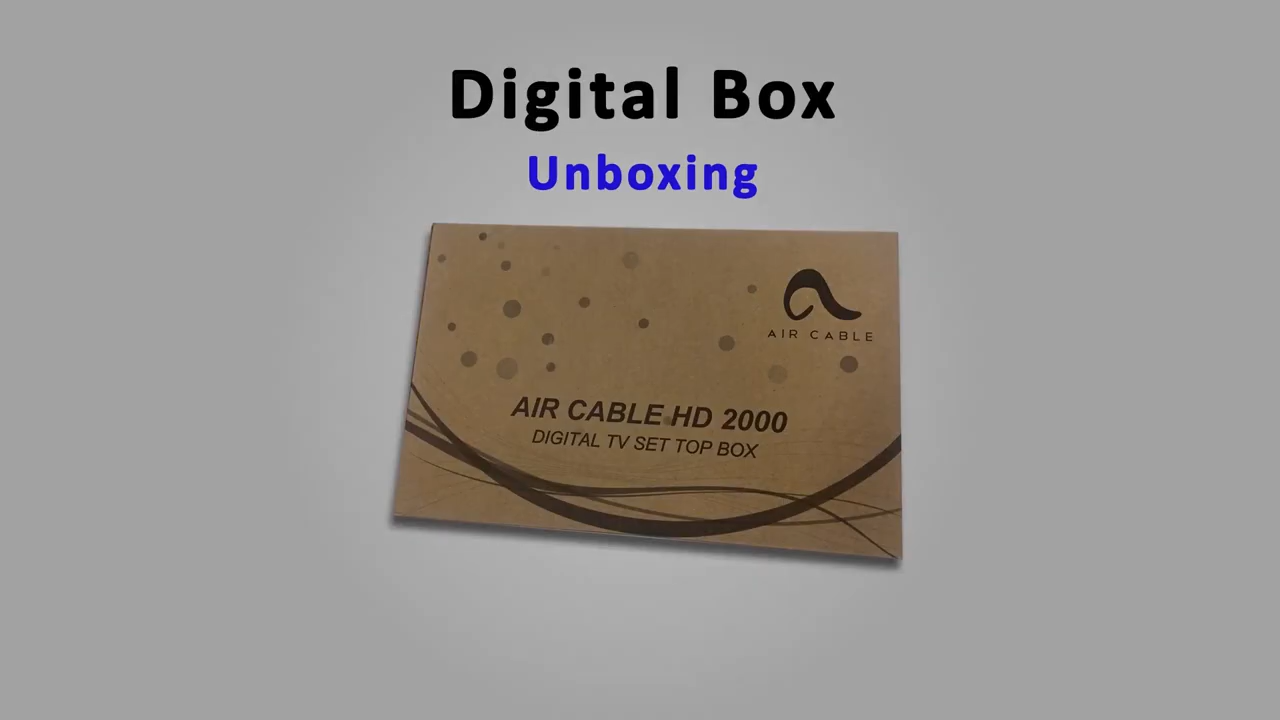 Digital Box
Unboxing
AIR CABLE
AIR CABLE HD 2000
DIGITAL TV SET TOP BOX